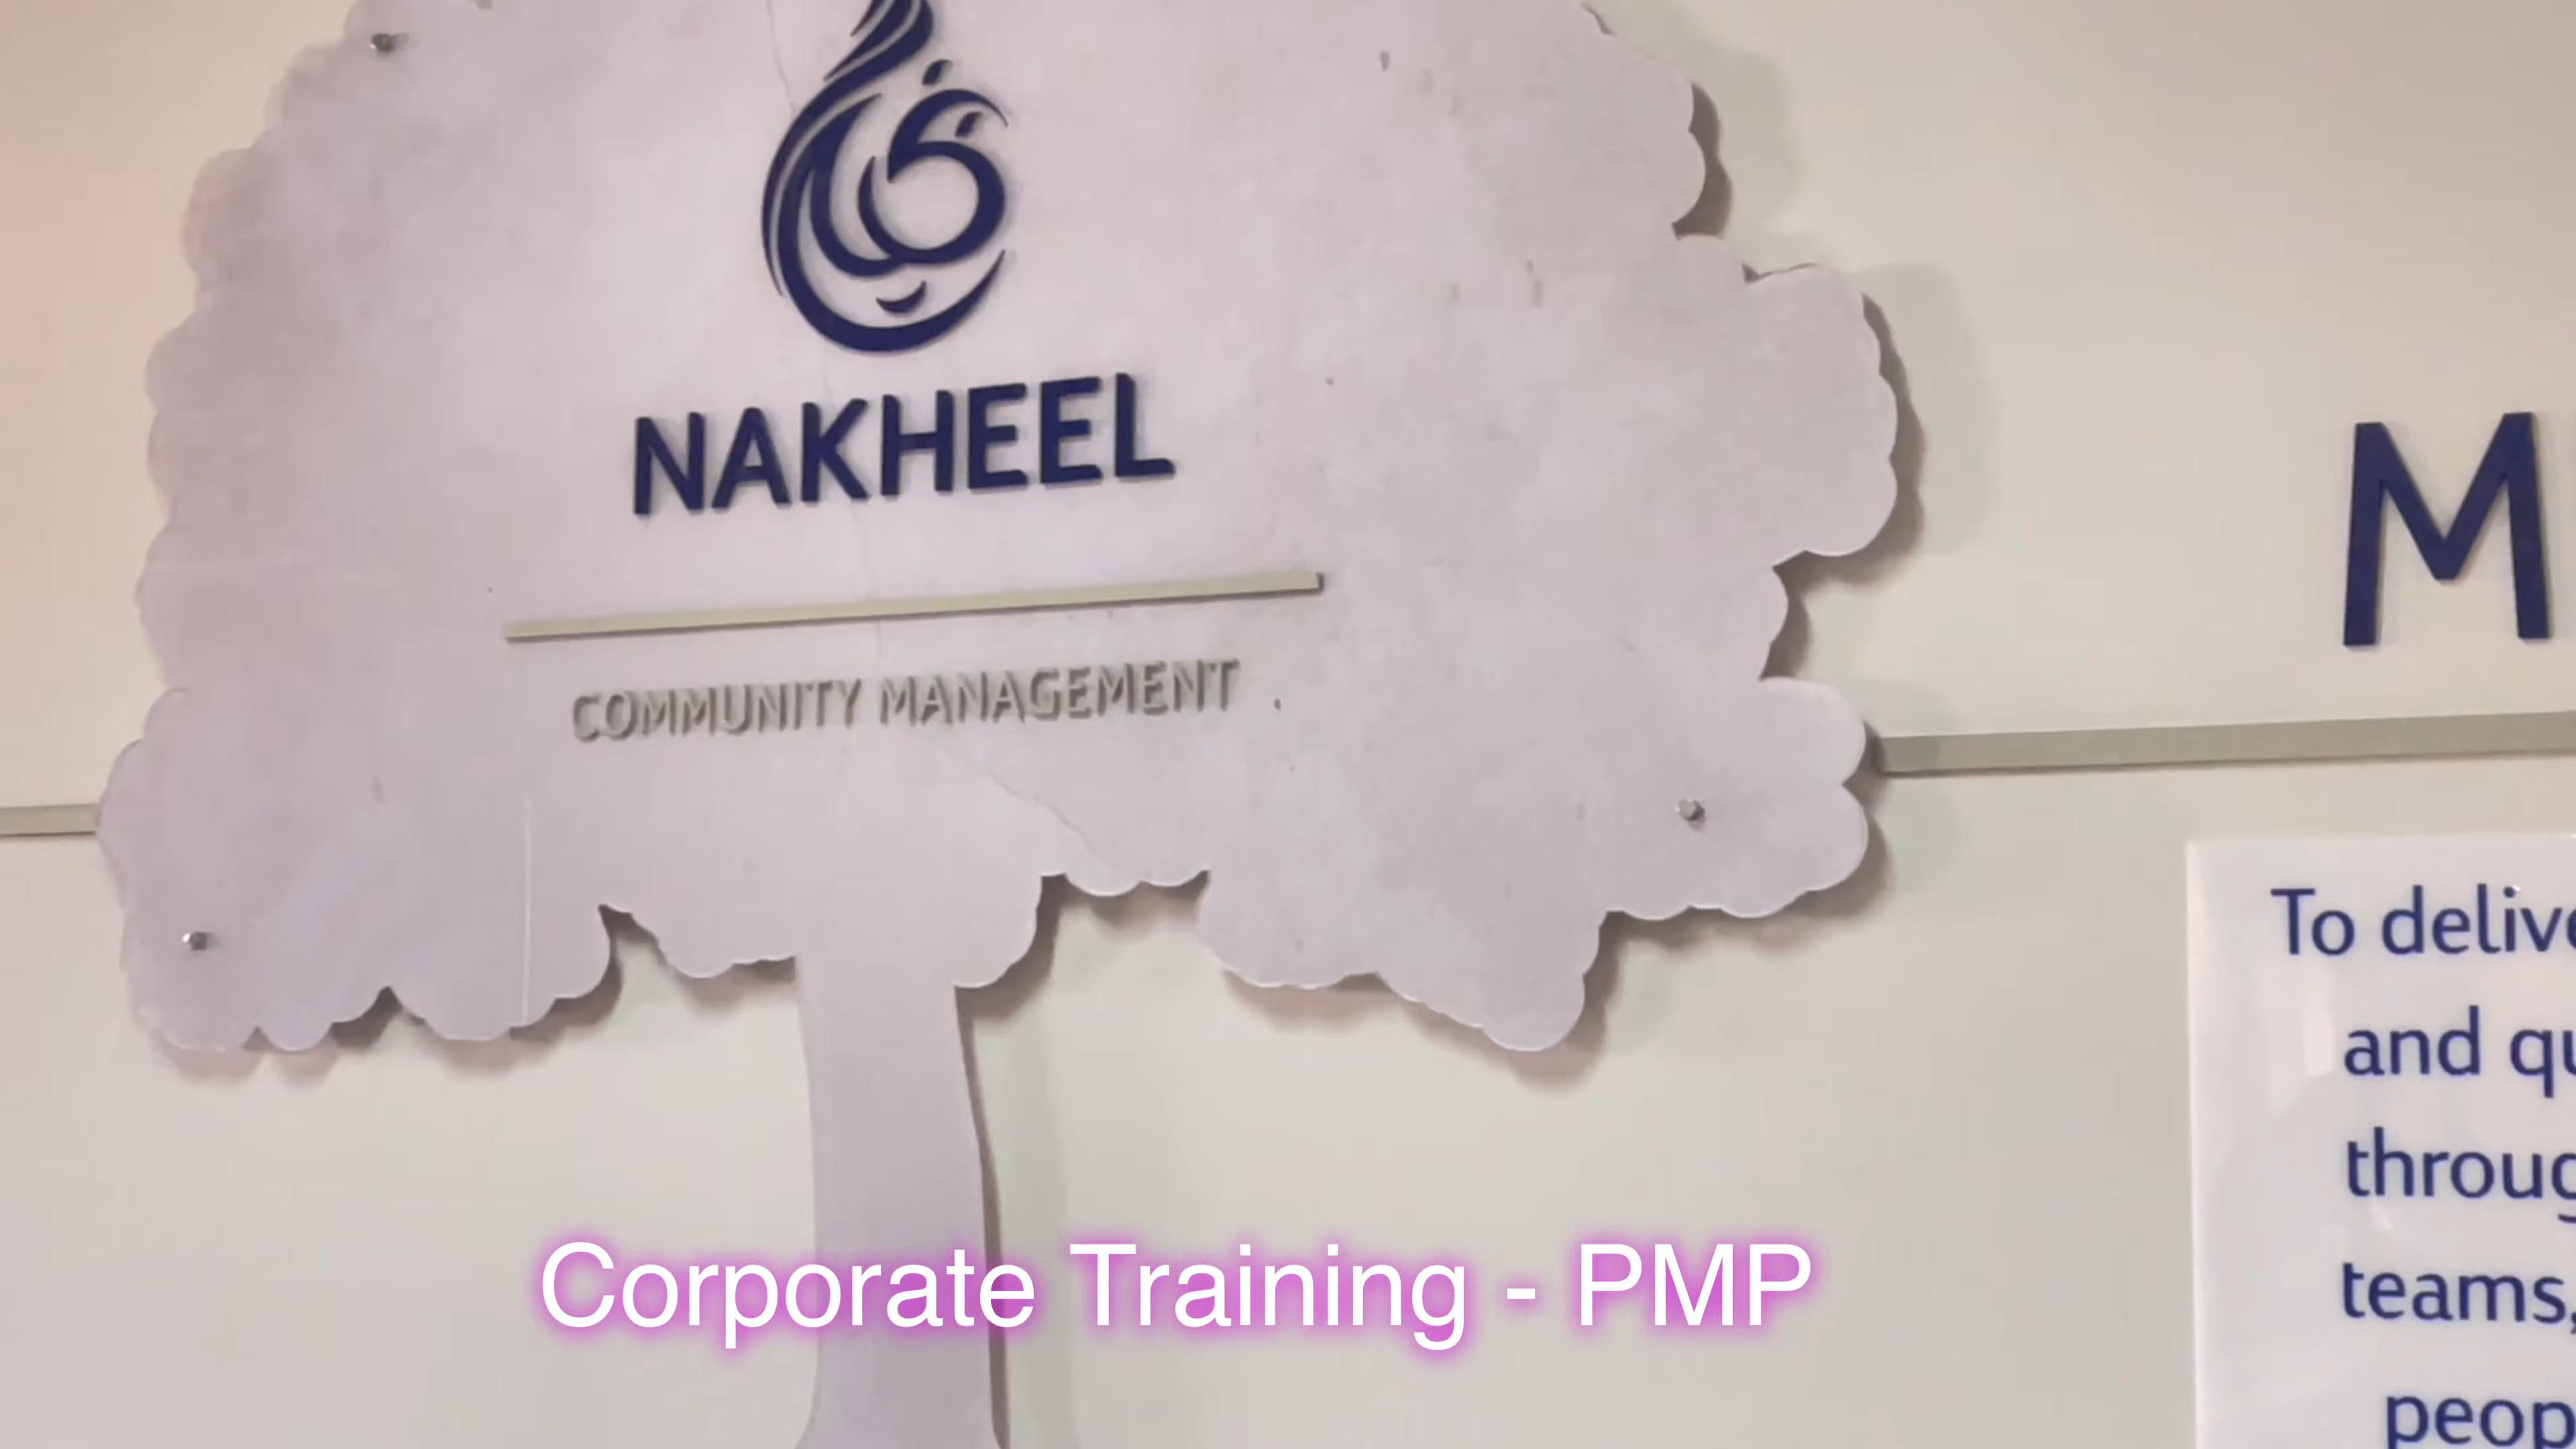 NAKHEEL
COMMUNITY MANAGEMENT
M
To delive
and qu
throug
teams,
peop
Corporate Training - PMP